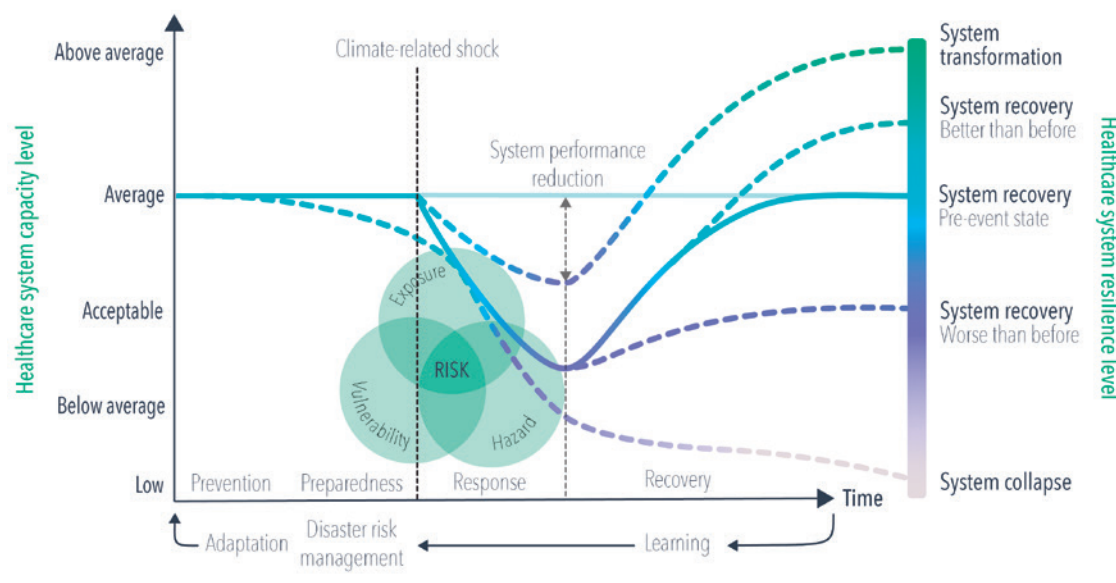 Healthcare system capacity level
Above average
Average
Acceptable
Below average
Low
Climate-related shock
System performance
reduction
Exposure
Vulnerability
Hazard
RISK
Prevention
Preparedness
Response
Recovery
Time
Adaptation
Disaster risk
management
Learning
System
transformation
System recovery
Better than before
System recovery
Pre-event state
System recovery
Worse than before
System collapse
Healthcare system resilience level